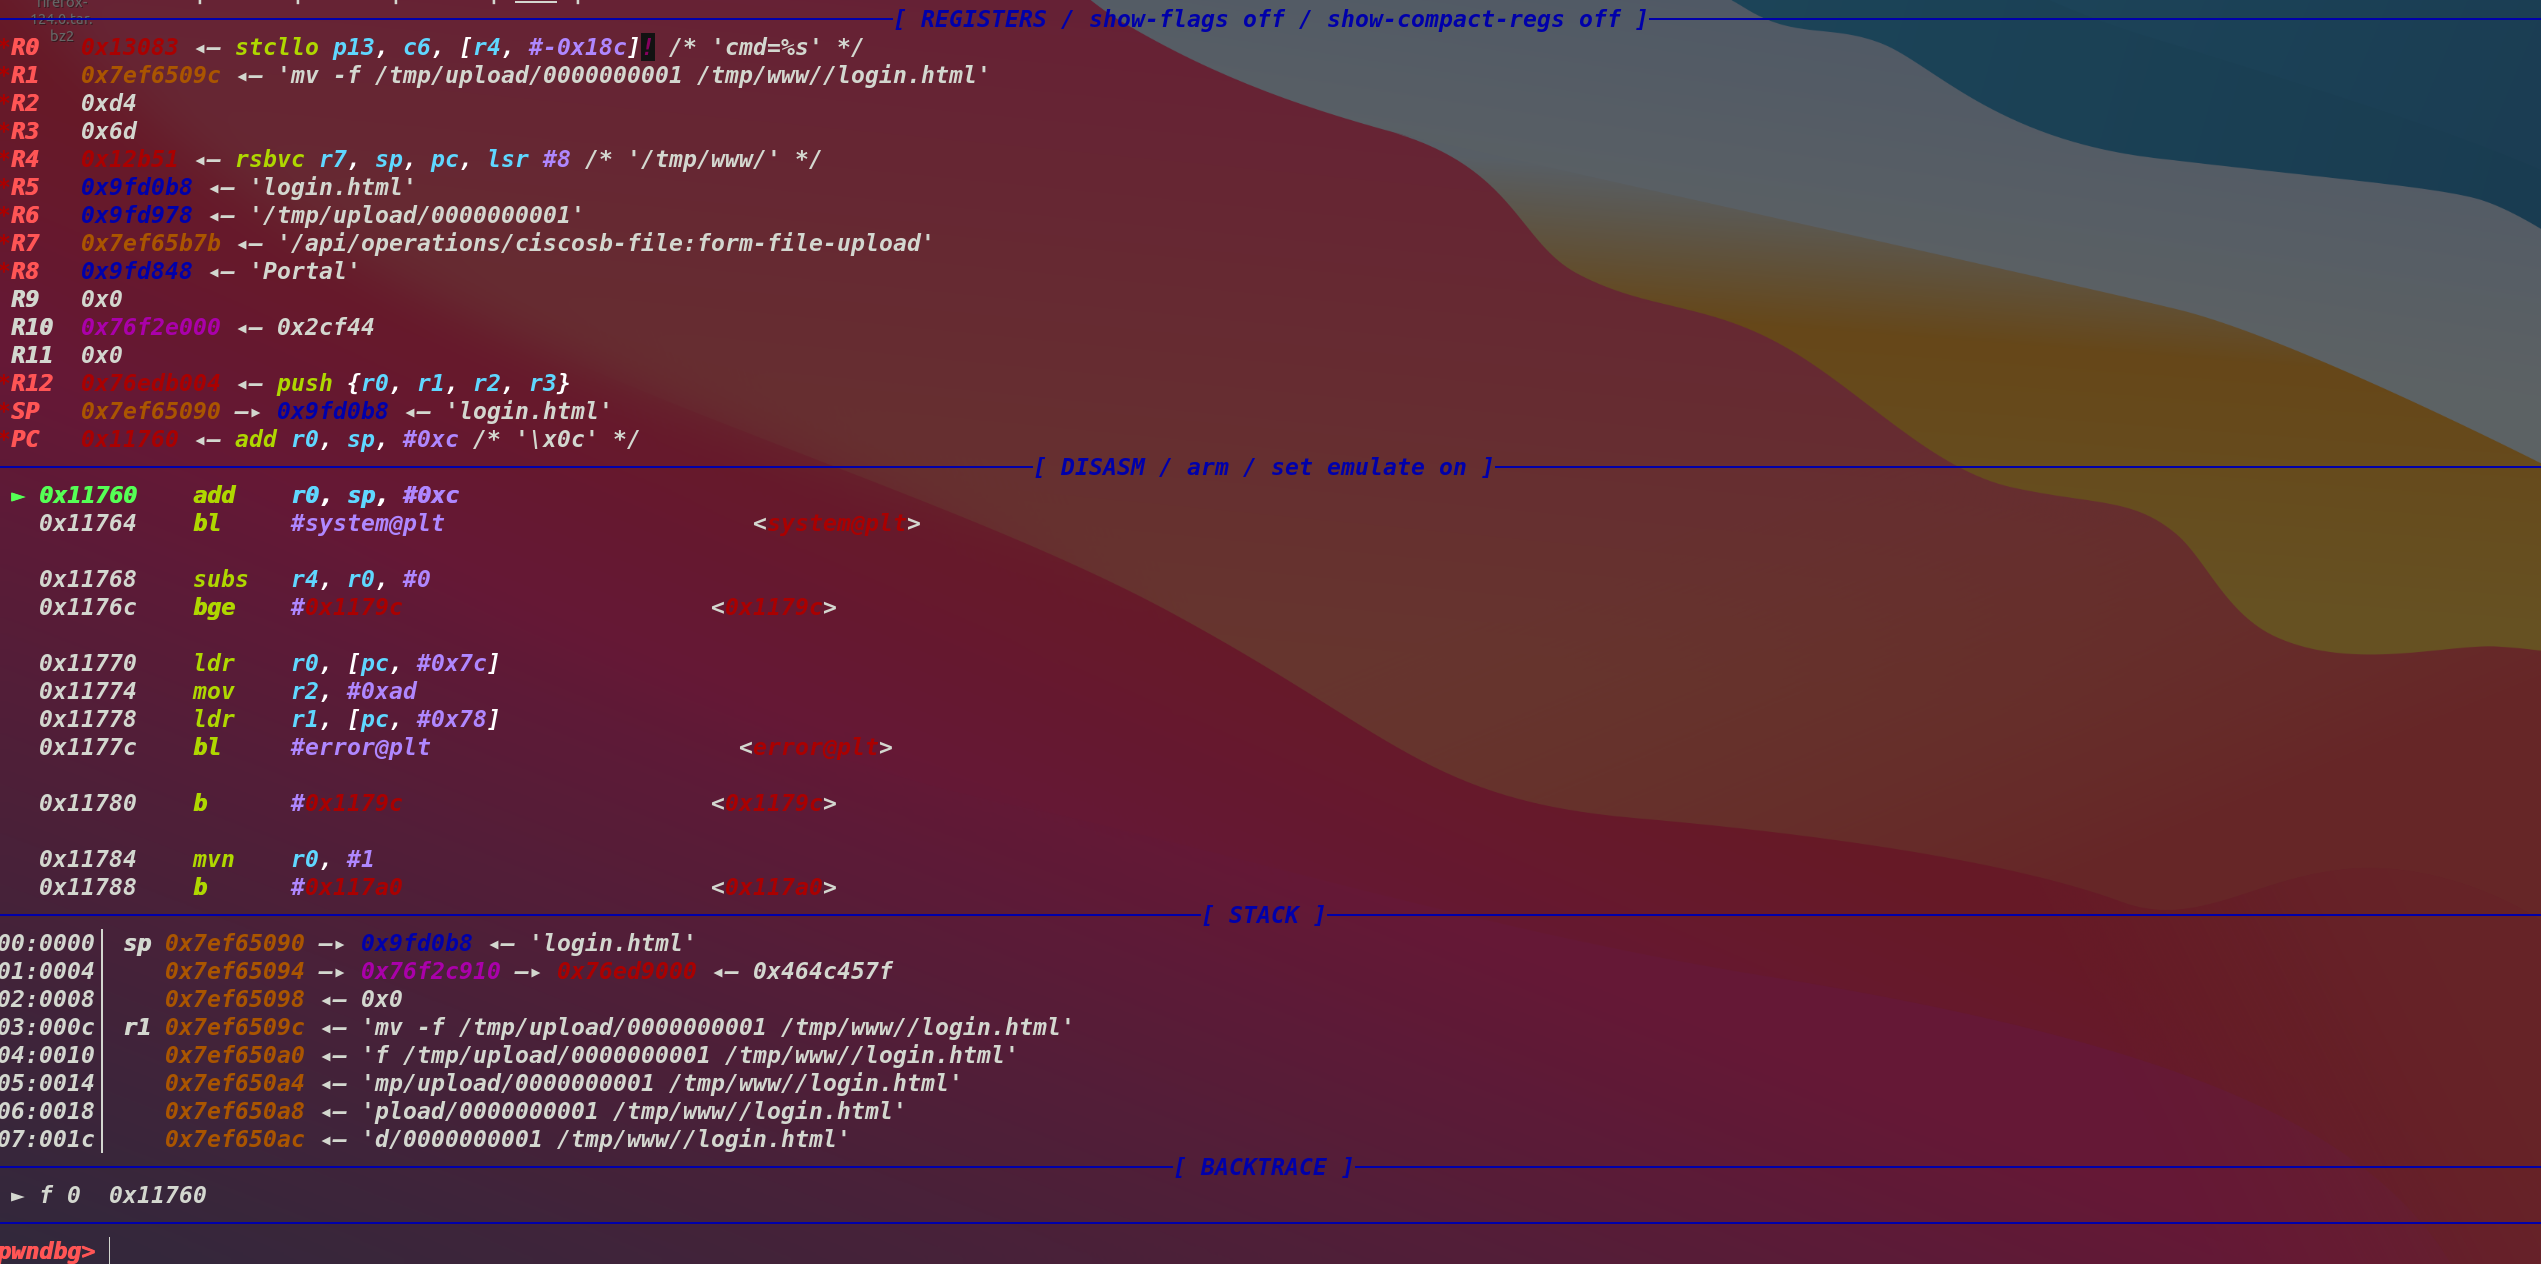 firefox-
124.0.tar.
bz2
[ REGISTERS / show-flags off / show-compact-regs off ]
*R0   0x13083 ◂— stcllo p13, c6, [r4, #-0x18c]! /* 'cmd=%s' */
*R1   0x7ef6509c ◂— 'mv -f /tmp/upload/0000000001 /tmp/www//login.html'
*R2   0xd4
*R3   0x6d
*R4   0x12b51 ◂— rsbvc r7, sp, pc, lsr #8 /* '/tmp/www/' */
*R5   0x9fd0b8 ◂— 'login.html'
*R6   0x9fd978 ◂— '/tmp/upload/0000000001'
*R7   0x7ef65b7b ◂— '/api/operations/ciscosb-file:form-file-upload'
*R8   0x9fd848 ◂— 'Portal'
R9   0x0
R10  0x76f2e000 ◂— 0x2cf44
R11  0x0
*R12  0x76edb004 ◂— push {r0, r1, r2, r3}
*SP   0x7ef65090 —▸ 0x9fd0b8 ◂— 'login.html'
*PC   0x11760 ◂— add r0, sp, #0xc /* '\x0c' */
[ DISASM / arm / set emulate on ]
► 0x11760    add    r0, sp, #0xc
0x11764    bl     #system@plt                      <system@plt>
0x11768    subs   r4, r0, #0
0x1176c    bge    #0x1179c                      <0x1179c>
0x11770    ldr    r0, [pc, #0x7c]
0x11774    mov    r2, #0xad
0x11778    ldr    r1, [pc, #0x78]
0x1177c    bl     #error@plt                      <error@plt>
0x11780    b      #0x1179c                      <0x1179c>
0x11784    mvn    r0, #1
0x11788    b      #0x117a0                      <0x117a0>
[ STACK ]
00:0000│ sp 0x7ef65090 —▸ 0x9fd0b8 ◂— 'login.html'
01:0004│    0x7ef65094 —▸ 0x76f2c910 —▸ 0x76ed9000 ◂— 0x464c457f
02:0008│    0x7ef65098 ◂— 0x0
03:000c│ r1 0x7ef6509c ◂— 'mv -f /tmp/upload/0000000001 /tmp/www//login.html'
04:0010│    0x7ef650a0 ◂— 'f /tmp/upload/0000000001 /tmp/www//login.html'
05:0014│    0x7ef650a4 ◂— 'mp/upload/0000000001 /tmp/www//login.html'
06:0018│    0x7ef650a8 ◂— 'pload/0000000001 /tmp/www//login.html'
07:001c│    0x7ef650ac ◂— 'd/0000000001 /tmp/www//login.html'
[ BACKTRACE ]
► f 0  0x11760
pwndbg>